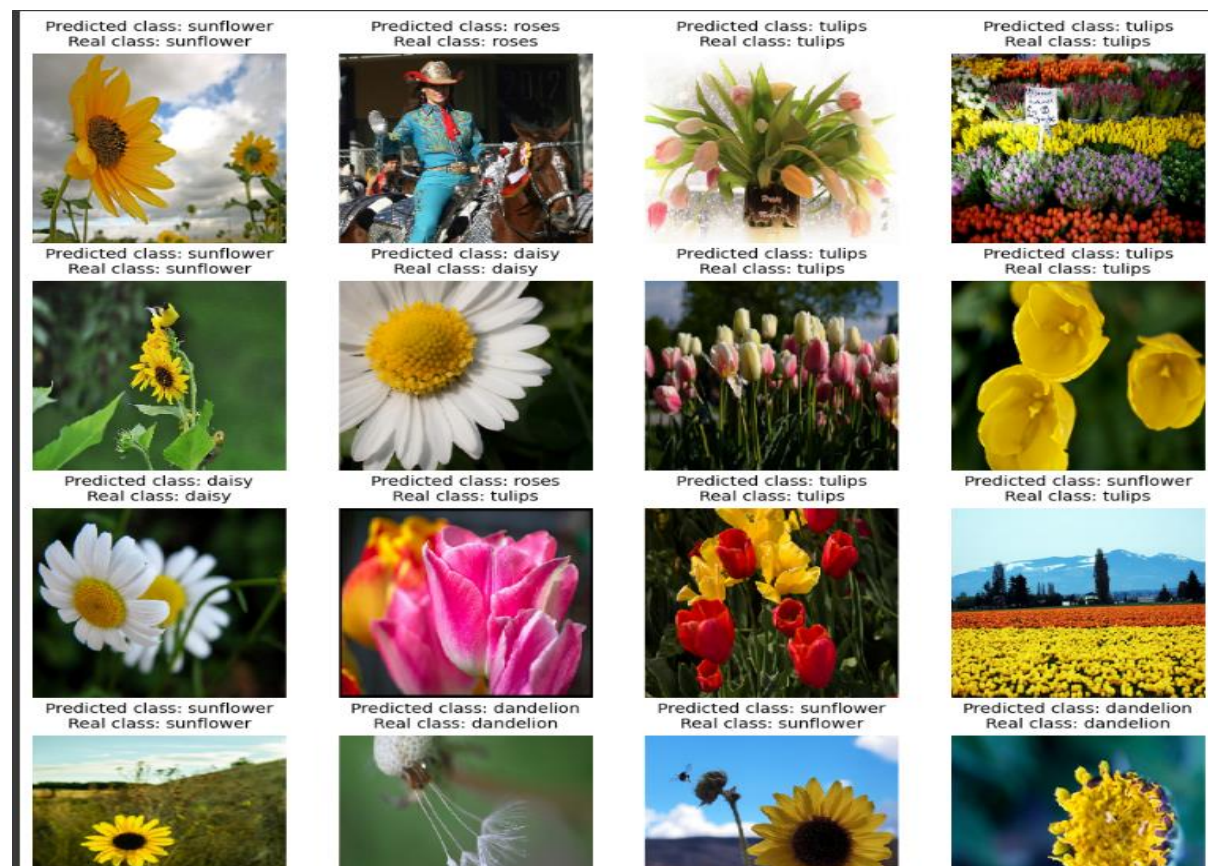 Predicted class: sunflower
Real class: sunflower
Predicted class: roses
Real class: roses
Predicted class: tulips
Real class: tulips
Predicted class: tulips
Real class: tulips
2012
Predicted class: sunflower
Real class: sunflower
Predicted class: daisy
Real class: daisy
Predicted class: tulips
Real class: tulips
Predicted class: tulips
Real class: tulips
Predicted class: daisy
Real class: daisy
Predicted class: roses
Real class: tulips
Predicted class: tulips
Real class: tulips
Predicted class: sunflower
Real class: tulips
Predicted class: sunflower
Real class: sunflower
Predicted class: dandelion
Real class: dandelion
Predicted class: sunflower
Real class: sunflower
Predicted class: dandelion
Real class: dandelion